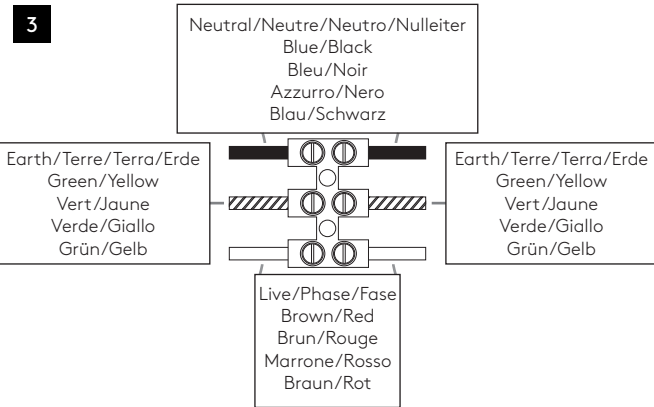 3
Neutral/Neutre/Neutro/Nulleiter
Blue/Black
Bleu/Noir
Azzurro/Nero
Blau/Schwarz
Earth/Terre/Terra/Erde
Green/Yellow
Vert/Jaune
Verde/Giallo
Grün/Gelb
Earth/Terre/Terra/Erde
Green/Yellow
Vert/Jaune
Verde/Giallo
Grün/Gelb
Live/Phase/Fase
Brown/Red
Brun/Rouge
Marrone/Rosso
Braun/Rot